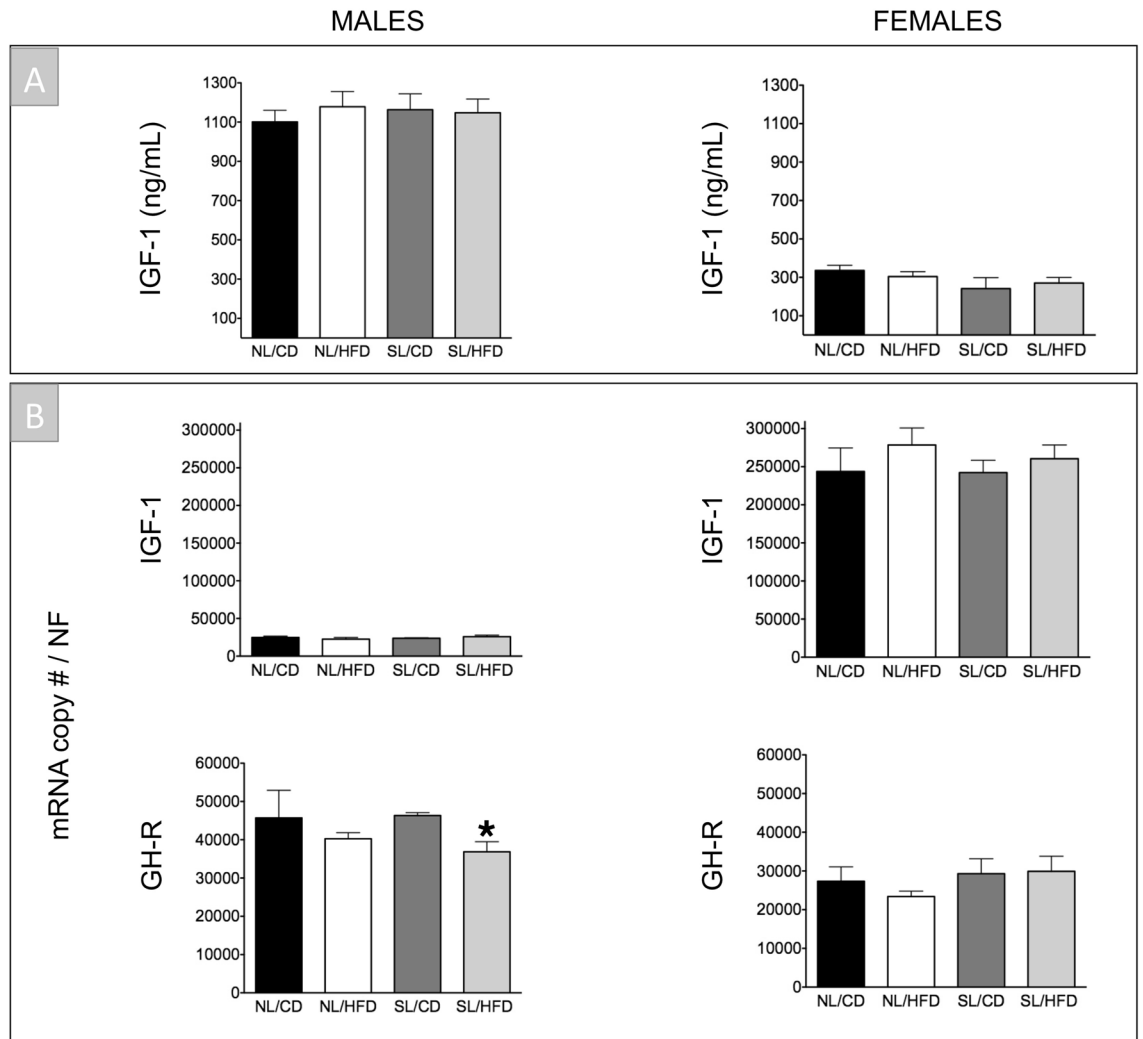 MALES
FEMALES
A
IGF-1 (ng/mL)
1300
1100
900
700
500
300
100
NL/CD NL/HFD SL/CD SL/HFD
IGF-1 (ng/mL)
1300
1100
900
700
500
300
100
NL/CD NL/HFD SL/CD SL/HFD
B
mRNA copy # / NF
IGF-1
300000
250000
200000
150000
100000
50000
0
NL/CD NL/HFD SL/CD SL/HFD
IGF-1
300000
250000
200000
150000
100000
50000
0
NL/CD NL/HFD SL/CD SL/HFD
GH-R
60000
50000
40000
30000
20000
10000
0
*
NL/CD NL/HFD SL/CD SL/HFD
GH-R
60000
50000
40000
30000
20000
10000
0
NL/CD NL/HFD SL/CD SL/HFD